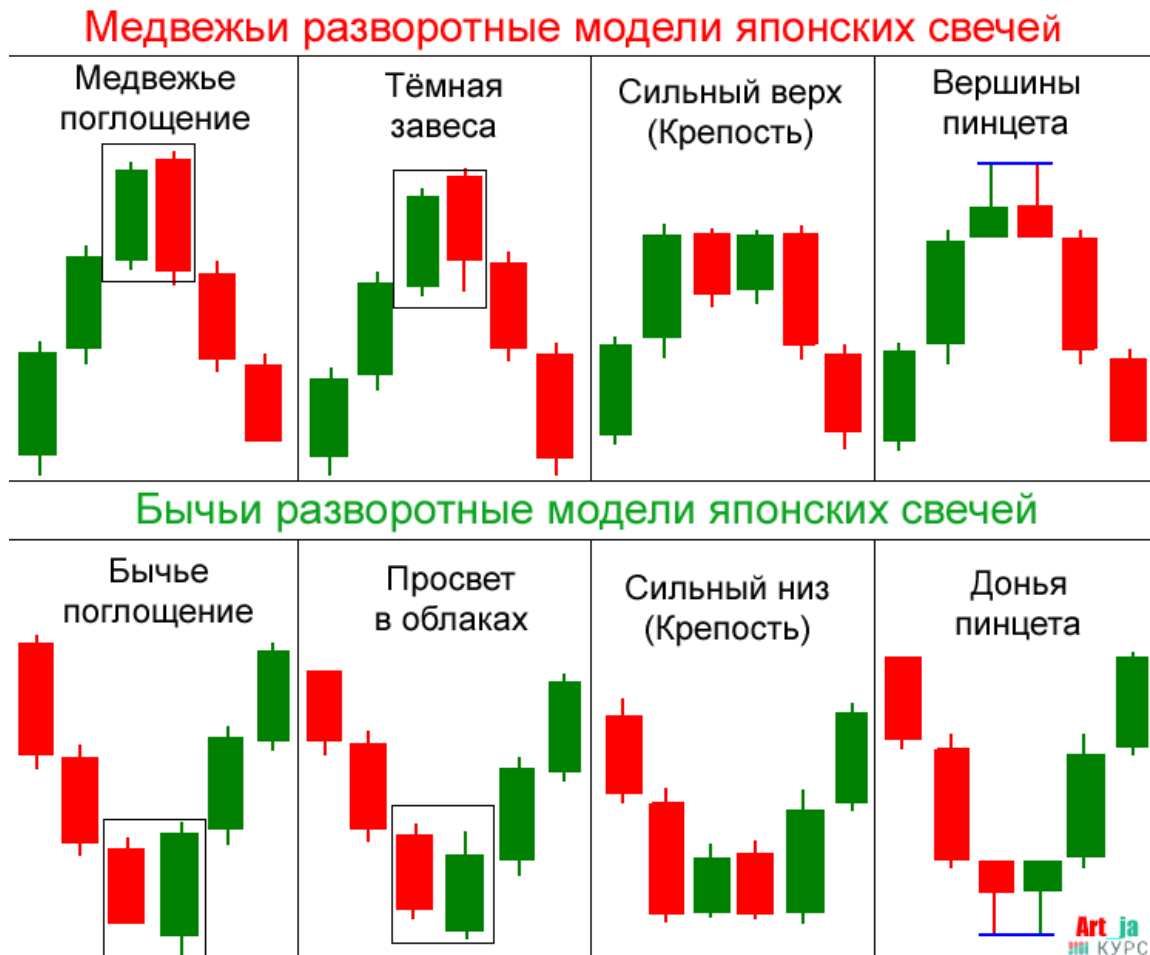 Медвежьи разворотные модели японских свечей
Медвежье
поглощение
Тёмная
завеса
Сильный верх
(Крепость)
Вершины
пинцета
Бычьи разворотные модели японских свечей
Бычье
поглощение
Просвет
в облаках
Сильный низ
(Крепость)
Донья
пинцета
Art_ja
КУРС